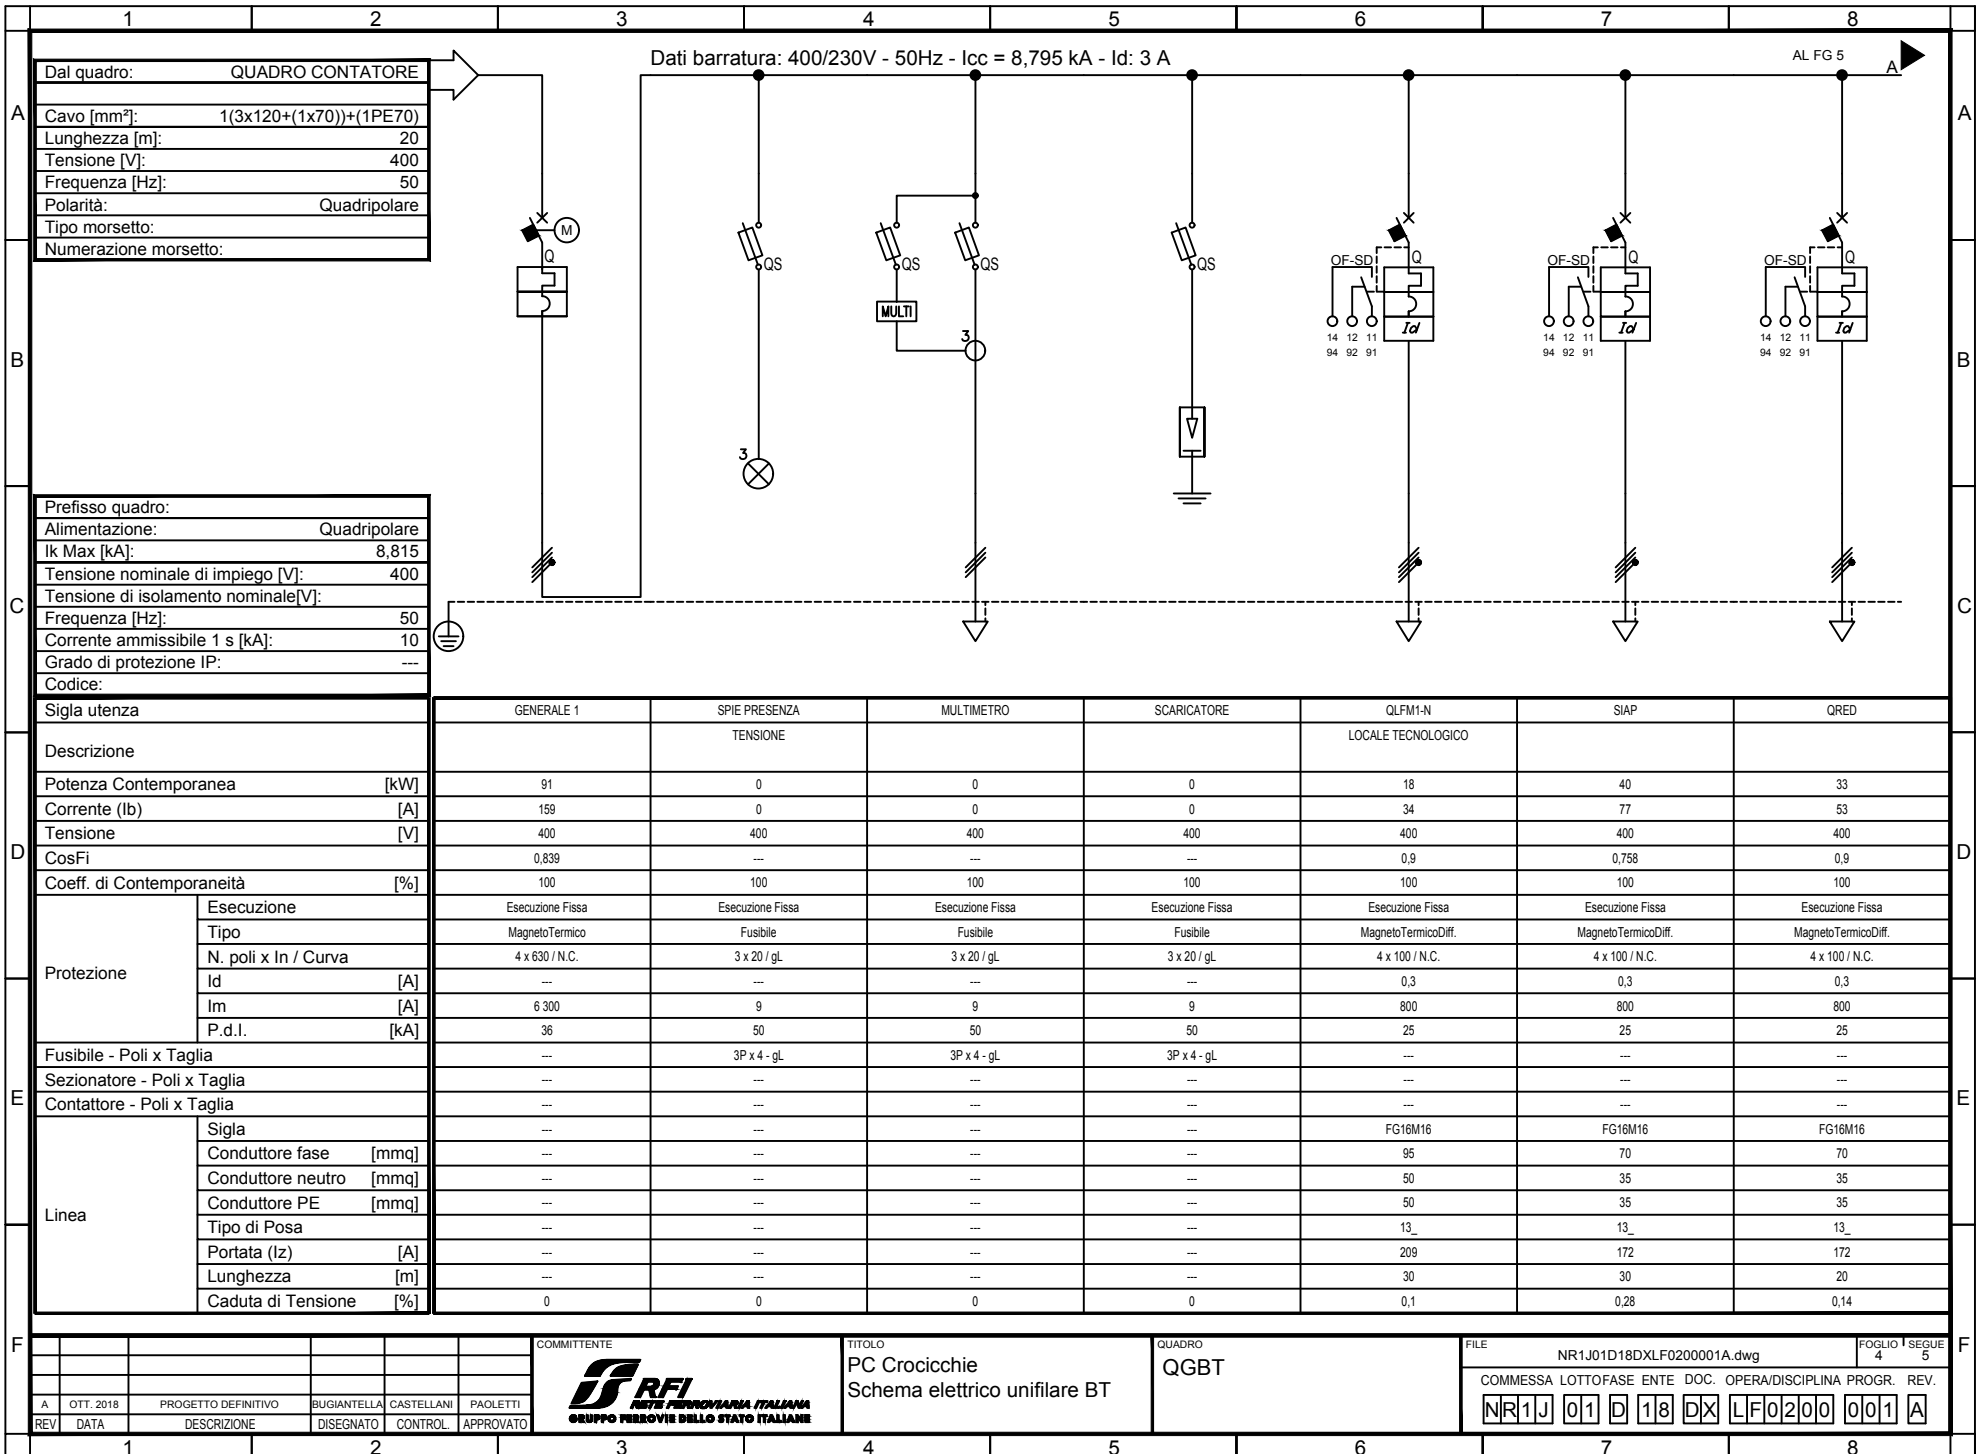 1 2 3 4 5 6 7 8
Dati barratura: 400/230V - 50Hz - Icc = 8,795 kA - Id: 3 A
AL FG 5
A
Dal quadro: QUADRO CONTATORE
Cavo [mm²]: 1(3x120+(1x70))+(1PE70)
Lunghezza [m]: 20
Tensione [V]: 400
Frequenza [Hz]: 50
Polarità: Quadripolare
Tipo morsetto:
Numerazione morsetto:
A A
B B
C C
D D
E E
F F
M
Q
QS
QS QS
MULTI
3
3
QS
OF-SD Q
Id
14 12 11
94 92 91
OF-SD Q
Id
14 12 11
94 92 91
OF-SD Q
Id
14 12 11
94 92 91
Prefisso quadro:
Alimentazione: Quadripolare
Ik Max [kA]: 8,815
Tensione nominale di impiego [V]: 400
Tensione di isolamento nominale[V]:
Frequenza [Hz]: 50
Corrente ammissibile 1 s [kA]: 10
Grado di protezione IP: ---
Codice:
Sigla utenza GENERALE 1 SPIE PRESENZA MULTIMETRO SCARICATORE QLFM1-N SIAP QRED
Descrizione TENSIONE LOCALE TECNOLOGICO
Potenza Contemporanea [kW] 91 0 0 0 18 40 33
Corrente (Ib) [A] 159 0 0 0 34 77 53
Tensione [V] 400 400 400 400 400 400 400
CosFi 0,839 --- --- --- 0,9 0,758 0,9
Coeff. di Contemporaneità [%] 100 100 100 100 100 100 100
Protezione
Esecuzione Esecuzione Fissa Esecuzione Fissa Esecuzione Fissa Esecuzione Fissa Esecuzione Fissa Esecuzione Fissa Esecuzione Fissa
Tipo MagnetoTermico Fusibile Fusibile Fusibile MagnetoTermicoDiff. MagnetoTermicoDiff. MagnetoTermicoDiff.
N. poli x In / Curva 4 x 630 / N.C. 3 x 20 / gL 3 x 20 / gL 3 x 20 / gL 4 x 100 / N.C. 4 x 100 / N.C. 4 x 100 / N.C.
Id [A] --- --- --- --- 0,3 0,3 0,3
Im [A] 6 300 9 9 9 800 800 800
P.d.I. [kA] 36 50 50 50 25 25 25
Fusibile - Poli x Taglia --- 3P x 4 - gL 3P x 4 - gL 3P x 4 - gL --- --- ---
Sezionatore - Poli x Taglia --- --- --- --- --- --- ---
Contattore - Poli x Taglia --- --- --- --- --- --- ---
Linea
Sigla --- --- --- --- FG16M16 FG16M16 FG16M16
Conduttore fase [mmq] --- --- --- --- 95 70 70
Conduttore neutro [mmq] --- --- --- --- 50 35 35
Conduttore PE [mmq] --- --- --- --- 50 35 35
Tipo di Posa --- --- --- --- 13_ 13_ 13_
Portata (Iz) [A] --- --- --- --- 209 172 172
Lunghezza [m] --- --- --- --- 30 30 20
Caduta di Tensione [%] 0 0 0 0 0,1 0,28 0,14
A OTT. 2018 PROGETTO DEFINITIVO BUGIANTELLA CASTELLANI PAOLETTI
REV DATA DESCRIZIONE DISEGNATO CONTROL. APPROVATO
COMMITTENTE
RFI
RETE FERROVIARIA ITALIANA
GRUPPO FERROVIE DELLO STATO ITALIANE
TITOLO
PC Crocicchie
Schema elettrico unifilare BT
QUADRO
QGBT
FILE
NR1J01D18DXLF0200001A.dwg
FOGLIO SEGUE
4 5
COMMESSA LOTTO FASE ENTE DOC. OPERA/DISCIPLINA PROGR. REV.
NR1J 01 D 18 DX LF0200 001 A
1 2 3 4 5 6 7 8